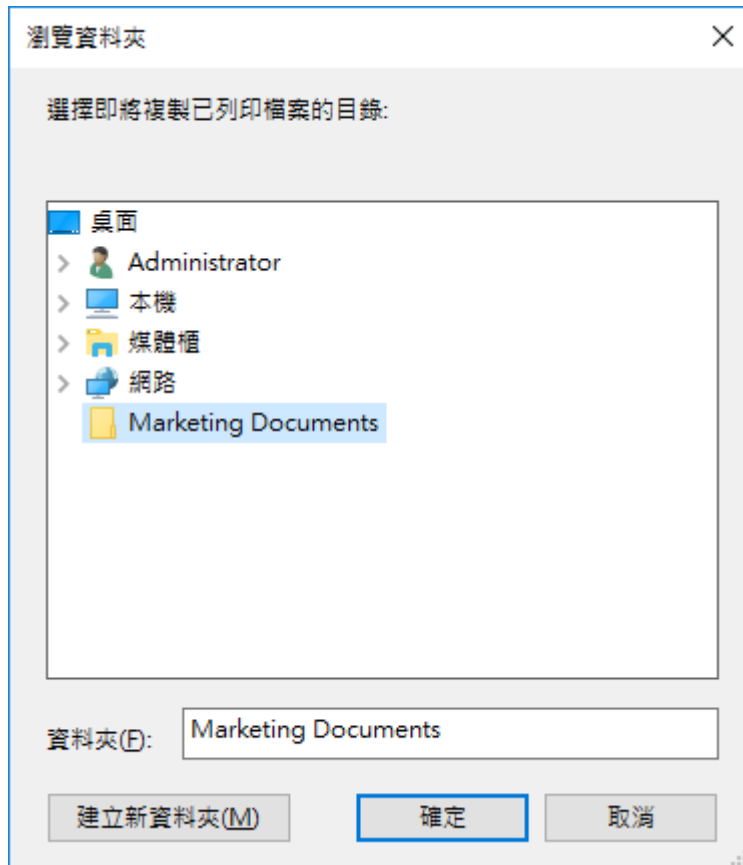 瀏覽資料夾
選擇即將複製已列印檔案的目錄:
桌面
Administrator
本機
媒體櫃
網路
Marketing Documents
資料夾(F): Marketing Documents
建立新資料夾(M) 確定 取消